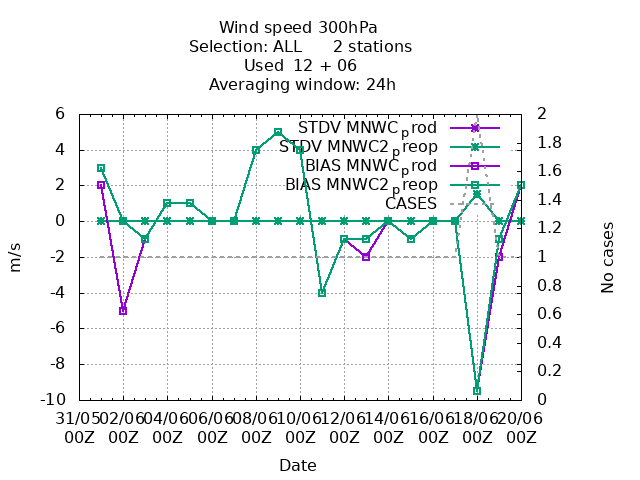 Wind speed 300hPa
Selection: ALL 2 stations
Used 12 + 06
Averaging window: 24h
STDV MNWC_prod
STDV MNWC2_preop
BIAS MNWC_prod
BIAS MNWC2_preop
CASES
6
4
2
0
-2
-4
-6
-8
-10
m/s
2
1.8
1.6
1.4
1.2
1
0.8
0.6
0.4
0.2
0
No cases
31/05 02/06 04/06 06/06 08/06 10/06 12/06 14/06 16/06 18/06 20/06
00Z 00Z 00Z 00Z 00Z 00Z 00Z 00Z 00Z 00Z 00Z
Date